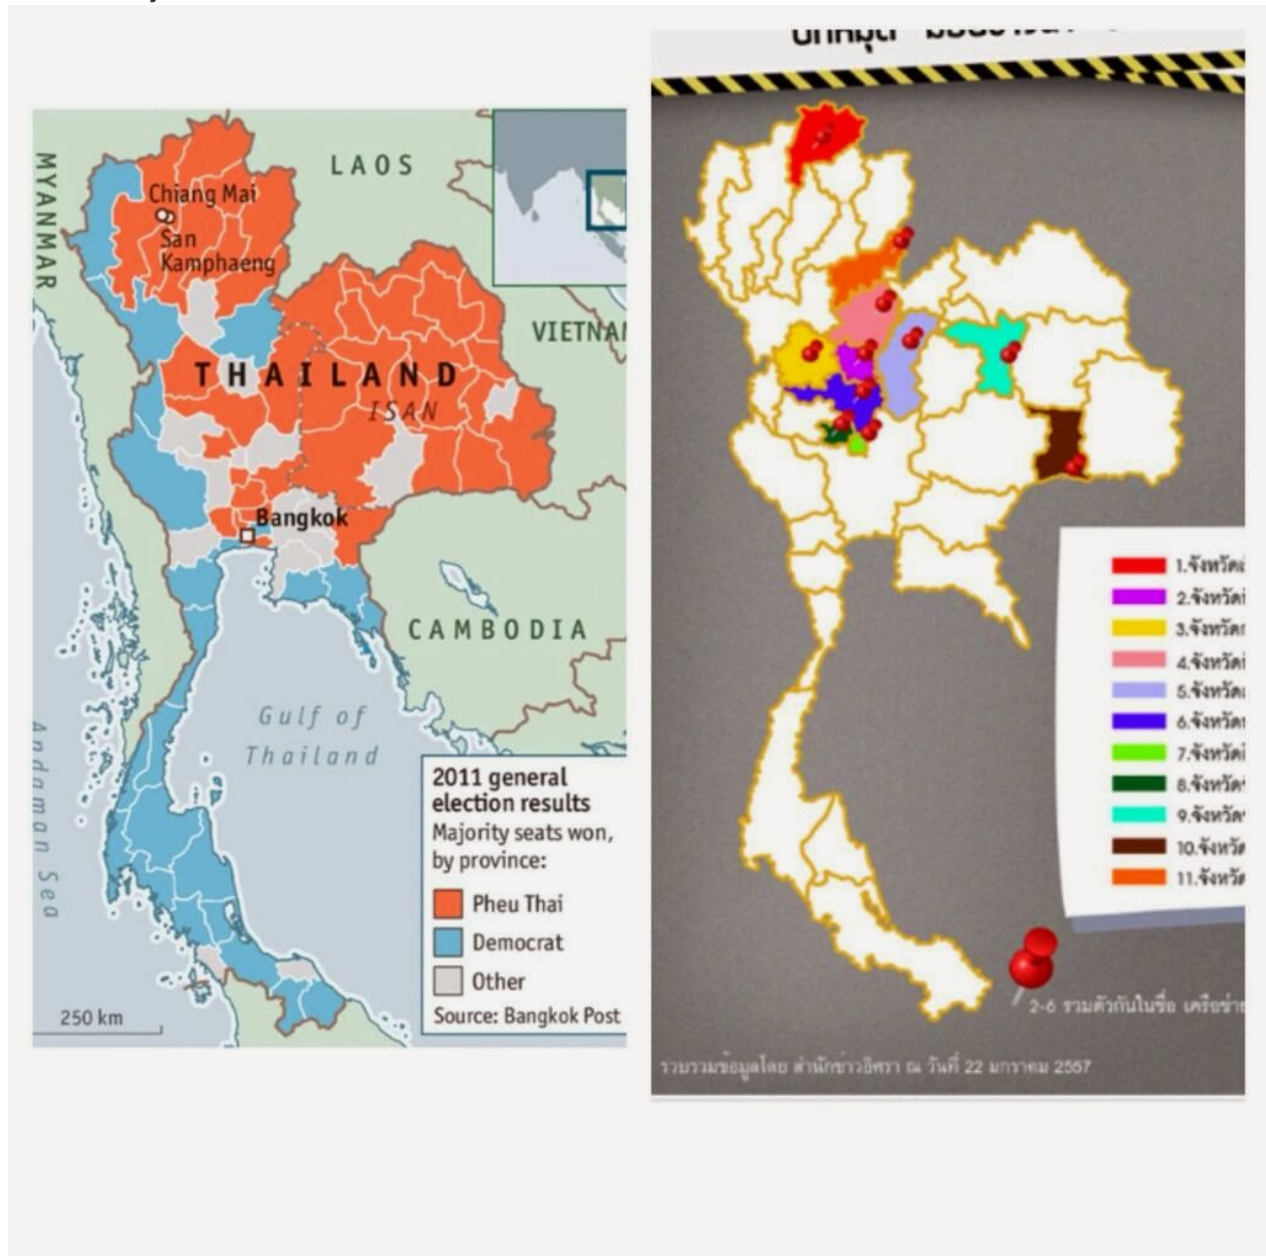 MYANMAR
LAOS
Chiang Mai
San
Kamphaeng
VIETNA
THAILAND
ISAN
Bangkok
CAMBODIA
Gulf of
Thailand
Andaman Sea
2011 general
election results
Majority seats won,
by province:
Pheu Thai
Democrat
Other
Source: Bangkok Post
250 km
1.จังหวัด
2.จังหวัด
3.จังหวัด
4.จังหวัด
5.จังหวัด
6.จังหวัด
7.จังหวัด
8.จังหวัด
9.จังหวัด
10.จังหวัด
11.จังหวัด
2-6 รวมตัวกันในชื่อ เครือข่าย
รวบรวมข้อมูลโดย สำนักข่าวอิศรา ณ วันที่ 22 มกราคม 2557